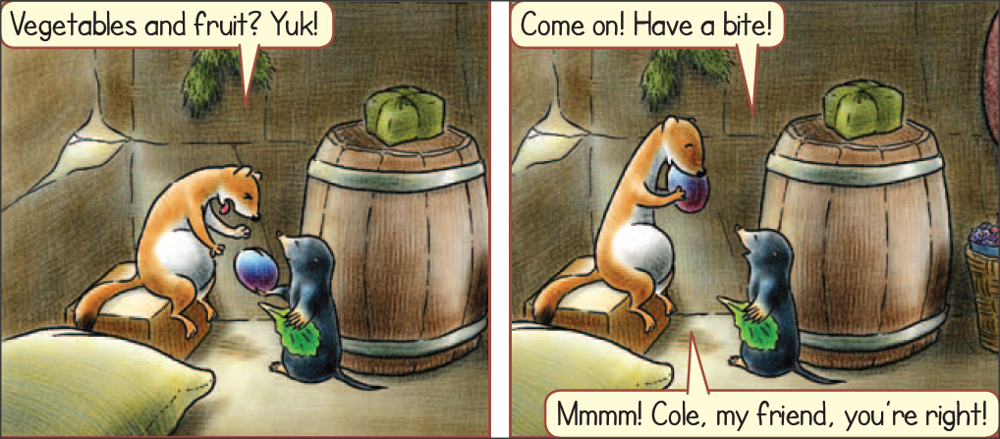 Vegetables and fruit? Yuk!
Come on! Have a bite!
Mmmm! Cole, my friend, you're right!